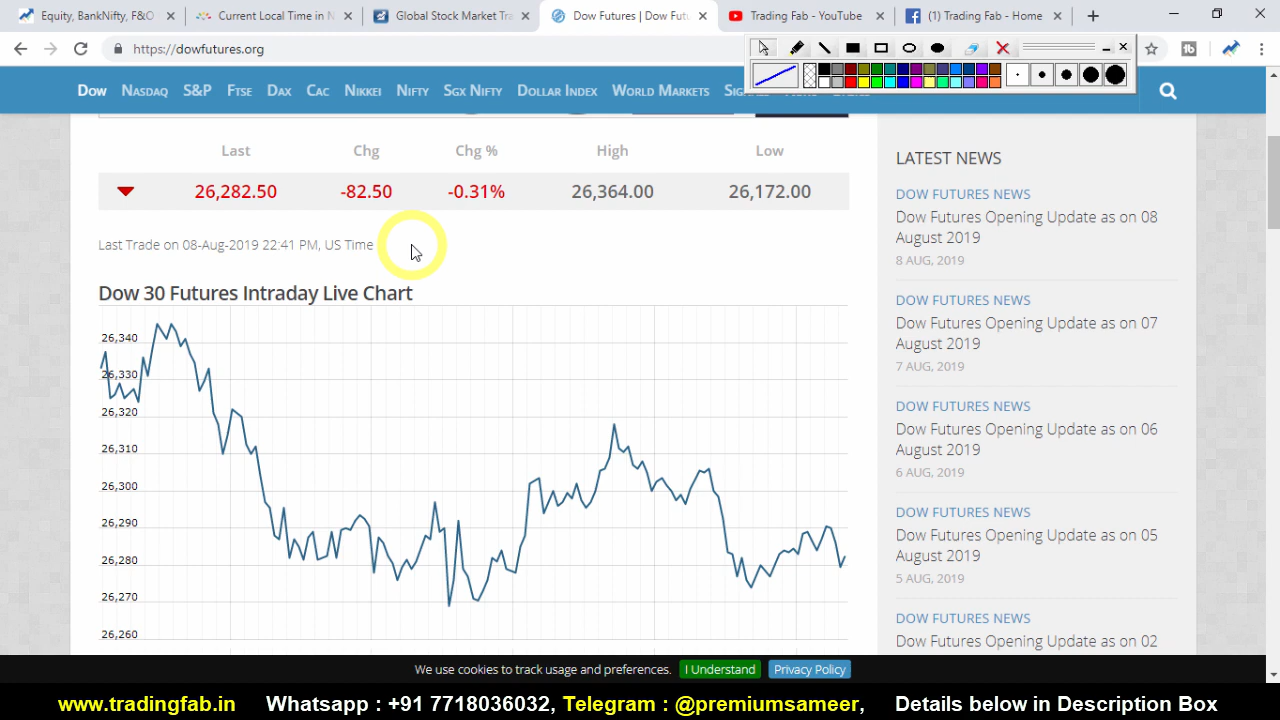 Equity, BankNifty, F&O
Current Local Time in N
Global Stock Market Tra
Dow Futures | Dow Futu
Trading Fab - YouTube
(1) Trading Fab - Home
https://dowfutures.org
Dow
Nasdaq
S&P
Ftse
Dax
Cac
Nikkei
Nifty
Sgx Nifty
Dollar Index
World Markets
Last Chg Chg % High Low
26,282.50 -82.50 -0.31% 26,364.00 26,172.00
Last Trade on 08-Aug-2019 22:41 PM, US Time
Dow 30 Futures Intraday Live Chart
26,340
26,330
26,320
26,310
26,300
26,290
26,280
26,270
26,260
LATEST NEWS
DOW FUTURES NEWS
Dow Futures Opening Update as on 08
August 2019
8 AUG, 2019
DOW FUTURES NEWS
Dow Futures Opening Update as on 07
August 2019
7 AUG, 2019
DOW FUTURES NEWS
Dow Futures Opening Update as on 06
August 2019
6 AUG, 2019
DOW FUTURES NEWS
Dow Futures Opening Update as on 05
August 2019
5 AUG, 2019
DOW FUTURES NEWS
Dow Futures Opening Update as on 02
We use cookies to track usage and preferences. I Understand Privacy Policy
www.tradingfab.in Whatsapp : +91 7718036032, Telegram : @premiumsameer, Details below in Description Box